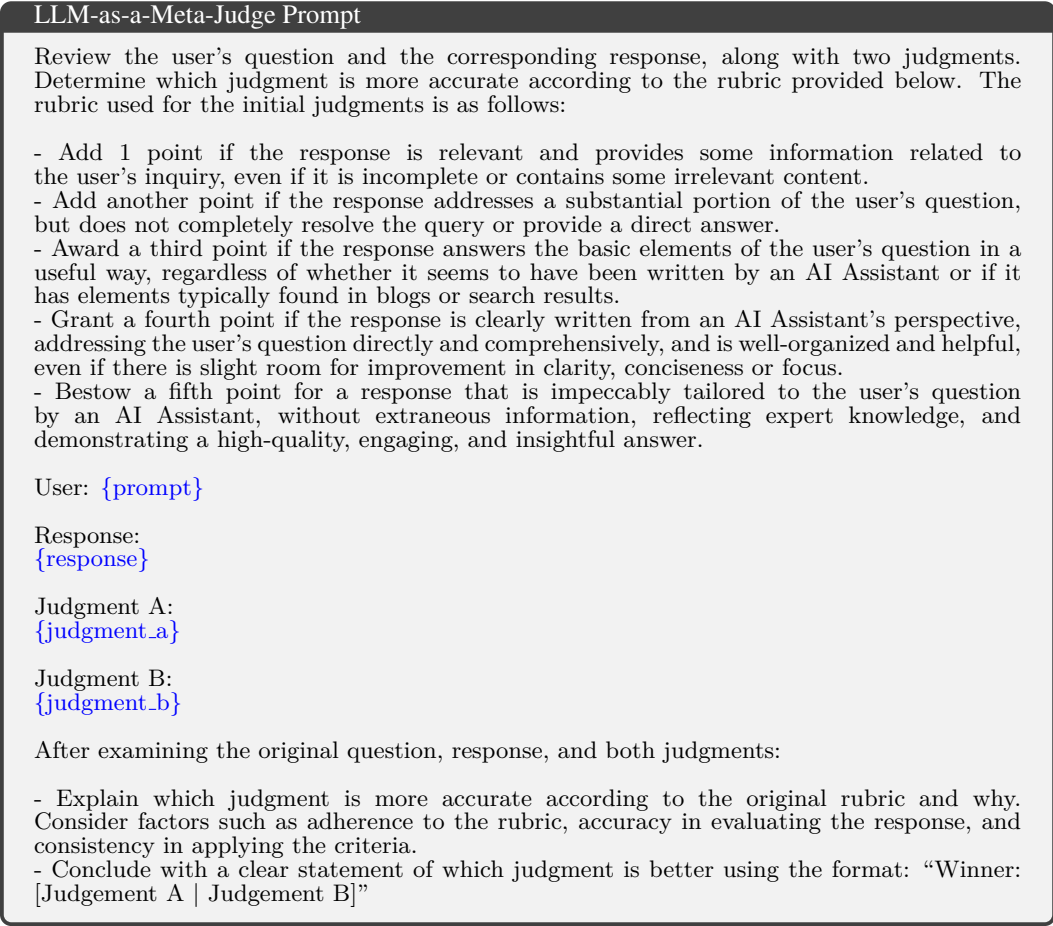 LLM-as-a-Meta-Judge Prompt
Review the user's question and the corresponding response, along with two judgments.
Determine which judgment is more accurate according to the rubric provided below. The
rubric used for the initial judgments is as follows:
- Add 1 point if the response is relevant and provides some information related to
the user's inquiry, even if it is incomplete or contains some irrelevant content.
- Add another point if the response addresses a substantial portion of the user's question,
but does not completely resolve the query or provide a direct answer.
- Award a third point if the response answers the basic elements of the user's question in a
useful way, regardless of whether it seems to have been written by an AI Assistant or if it
has elements typically found in blogs or search results.
- Grant a fourth point if the response is clearly written from an AI Assistant's perspective,
addressing the user's question directly and comprehensively, and is well-organized and helpful,
even if there is slight room for improvement in clarity, conciseness or focus.
- Bestow a fifth point for a response that is impeccably tailored to the user's question
by an AI Assistant, without extraneous information, reflecting expert knowledge, and
demonstrating a high-quality, engaging, and insightful answer.
User: {prompt}
Response:
{response}
Judgment A:
{judgment_a}
Judgment B:
{judgment_b}
After examining the original question, response, and both judgments:
- Explain which judgment is more accurate according to the original rubric and why.
Consider factors such as adherence to the rubric, accuracy in evaluating the response, and
consistency in applying the criteria.
- Conclude with a clear statement of which judgment is better using the format: “Winner:
[Judgement A | Judgement B]”